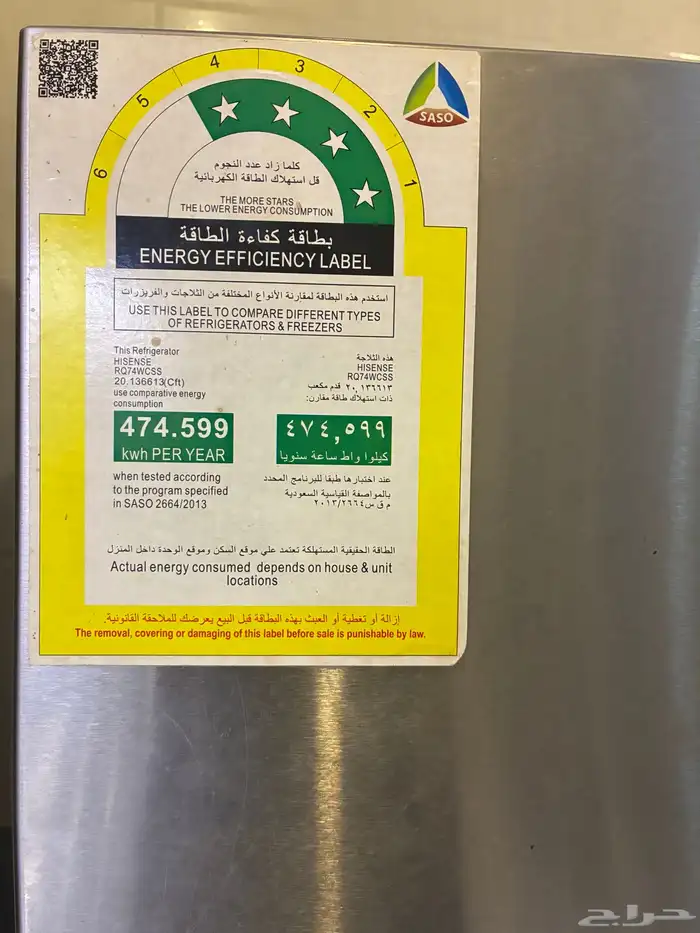 6
5
4
3
2
1
SASO
كلما زاد عدد النجوم
قل استهلاك الطاقة الكهربائية
THE MORE STARS
THE LOWER ENERGY CONSUMPTION
بطاقة كفاءة الطاقة
ENERGY EFFICIENCY LABEL
استخدم هذه البطاقة لمقارنة الأنواع المختلفة من الثلاجات والفريزرات
USE THIS LABEL TO COMPARE DIFFERENT TYPES
OF REFRIGERATORS & FREEZERS
This Refrigerator
HISENSE
RQ74WCSS
20.136613(Cft)
use comparative energy
consumption
474.599
kwh PER YEAR
when tested according
to the program specified
in SASO 2664/2013
هذه الثلاجة
HISENSE
RQ74WCSS
٢٠,١٣٦٦١٣ قدم مكعب
ذات استهلاك طاقة مقارن:
٤٧٤,٥٩٩
كيلوا واط ساعة سنويا
عند اختبارها طبقا للبرنامج المحدد
بالمواصفة القياسية السعودية
م ق س ٢٠١٣/٢٦٦٤
الطاقة الحقيقية المستهلكة تعتمد علي موقع السكن وموقع الوحدة داخل المنزل
Actual energy consumed depends on house & unit
locations
إزالة أو تغطية أو العبث بهذه البطاقة قبل البيع يعرضك للملاحقة القانونية.
The removal, covering or damaging of this label before sale is punishable by law.
حراج